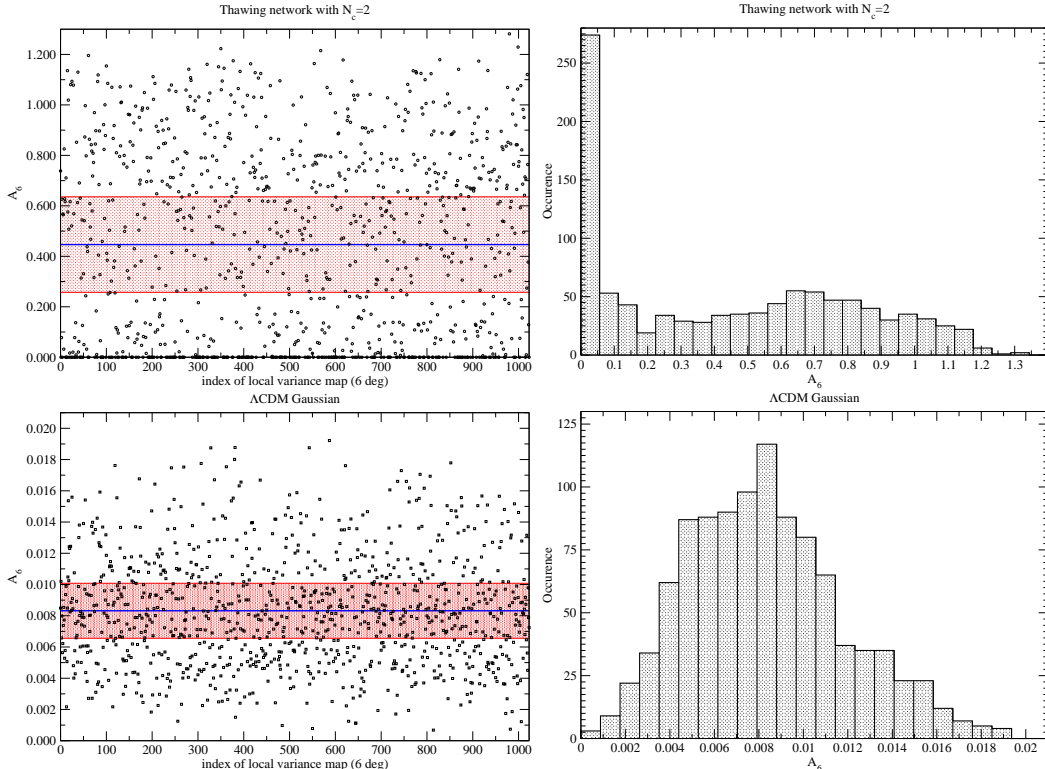 Thawing network with N_c=2
1.200
1.000
0.800
0.600
0.400
0.200
0.000
A_6
0 100 200 300 400 500 600 700 800 900 1000
index of local variance map (6 deg)
Thawing network with N_c=2
250
200
150
100
50
0
Occurence
0 0.1 0.2 0.3 0.4 0.5 0.6 0.7 0.8 0.9 1 1.1 1.2 1.3
A_6
ΛCDM Gaussian
0.020
0.018
0.016
0.014
0.012
0.010
0.008
0.006
0.004
0.002
0.000
A_6
0 100 200 300 400 500 600 700 800 900 1000
index of local variance map (6 deg)
ΛCDM Gaussian
125
100
75
50
25
0
Occurence
0.002 0.004 0.006 0.008 0.01 0.012 0.014 0.016 0.018 0.02
A_6